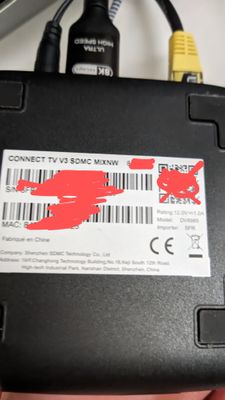 ULTRA
HIGH SPEED
8K
CONNECT TV V3 SDMC MIXNW
S/N:
Rating:12.0V⎓1.0A
Model: DV8985
MAC:
Importer: SFR
Fabriqué en Chine
Company: Shenzhen SDMC Technology Co., Ltd
Address: 19/F,Changhong Technology Building,No.18,Keji South 12th Road,
High-tech Industrial Park, Nanshan District, Shenzhen, China
CE